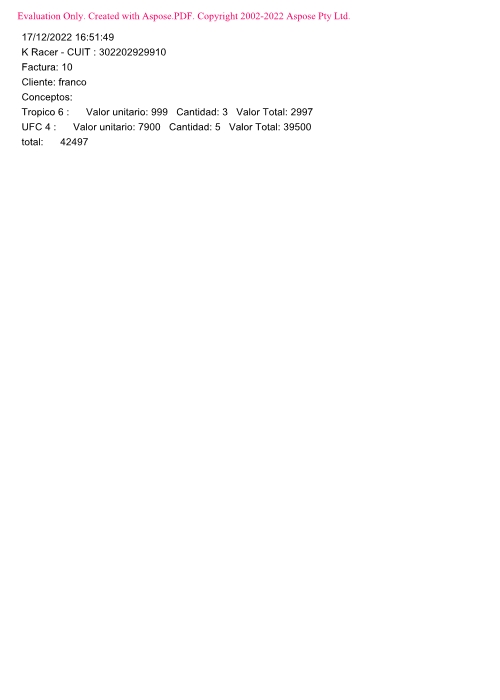 Evaluation Only. Created with Aspose.PDF. Copyright 2002-2022 Aspose Pty Ltd.
17/12/2022 16:51:49
K Racer - CUIT : 302202929910
Factura: 10
Cliente: franco
Conceptos:
Tropico 6 : Valor unitario: 999 Cantidad: 3 Valor Total: 2997
UFC 4 : Valor unitario: 7900 Cantidad: 5 Valor Total: 39500
total: 42497